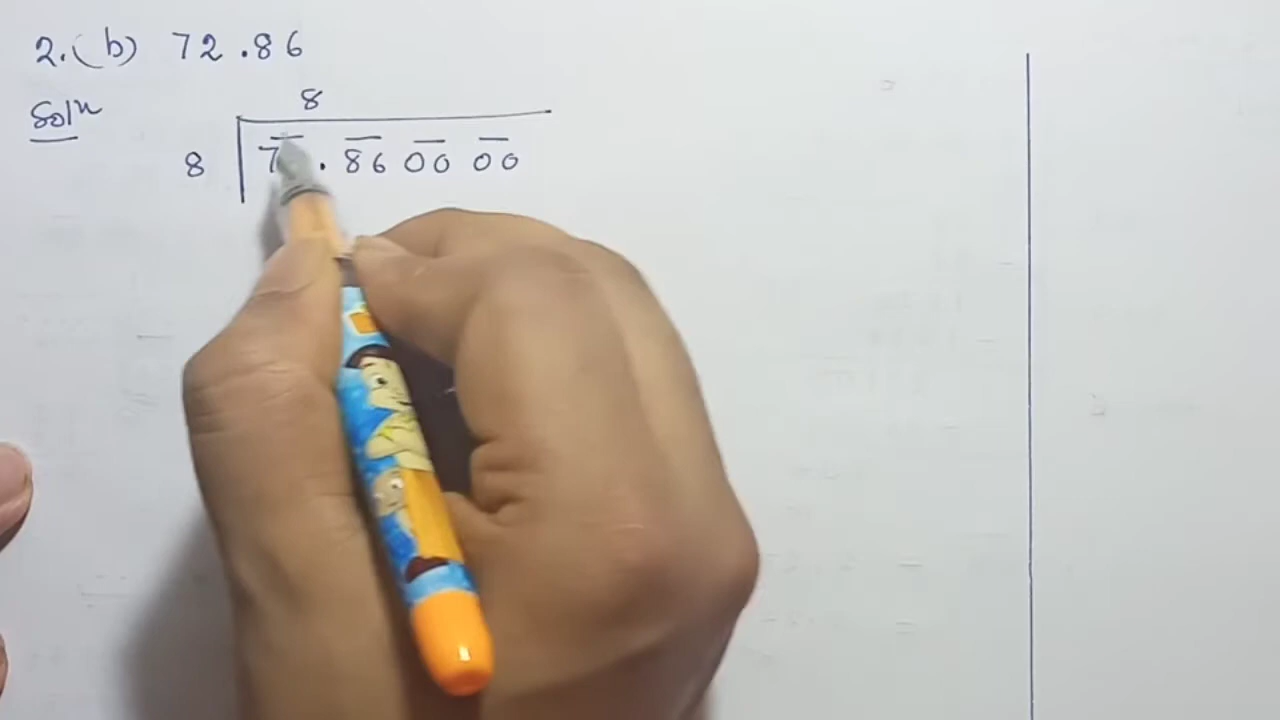 2.(b) 72.86
Solⁿ
8
8 7 . 86 00 00